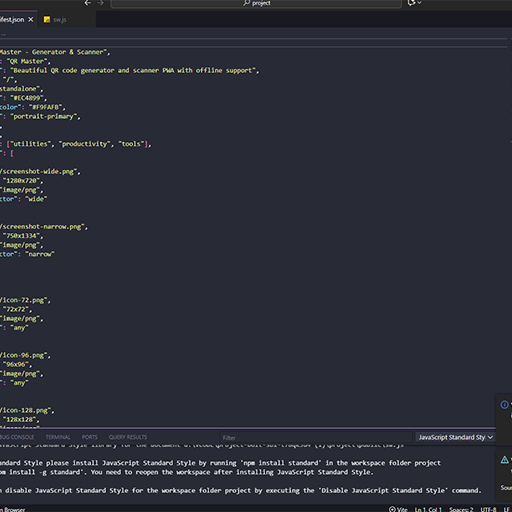 project
ifest.json × JS sw.js
...
Master - Generator & Scanner",
": "QR Master",
": "Beautiful QR code generator and scanner PWA with offline support",
": "/",
standalone"
": "#EC4899",
color": "#F9FAFB",
": "portrait-primary",
,
,
: ["utilities", "productivity", "tools"],
": [
/screenshot-wide.png",
"1280x720",
"image/png",
ctor": "wide"
/screenshot-narrow.png",
"750x1334",
"image/png",
ctor": "narrow"
/icon-72.png",
"72x72",
"image/png",
": "any"
/icon-96.png",
"96x96",
"image/png",
": "any"
/icon-128.png",
"128x128",
BUG CONSOLE TERMINAL PORTS QUERY RESULTS Filter JavaScript Standard Sty
andard Style please install JavaScript Standard Style by running 'npm install standard' in the workspace folder project
pm install -g standard'. You need to reopen the workspace after installing JavaScript Standard Style.
n disable JavaScript Standard Style for the workspace folder project by executing the 'Disable JavaScript Standard Style' command.
Sour
n Browser Vite Ln 1, Col 1 Spaces: 2 UTF-8 LF